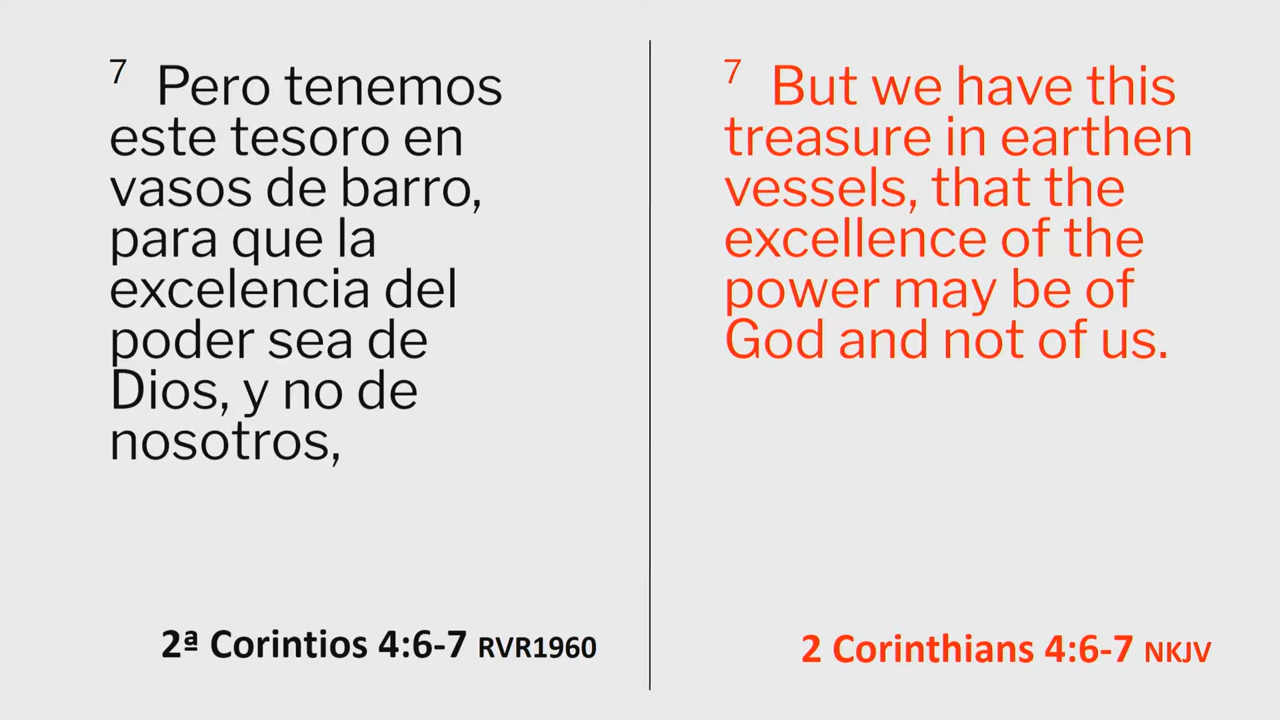 7 Pero tenemos
este tesoro en
vasos de barro,
para que la
excelencia del
poder sea de
Dios, y no de
nosotros,
2ª Corintios 4:6-7 RVR1960
7 But we have this
treasure in earthen
vessels, that the
excellence of the
power may be of
God and not of us.
2 Corinthians 4:6-7 NKJV